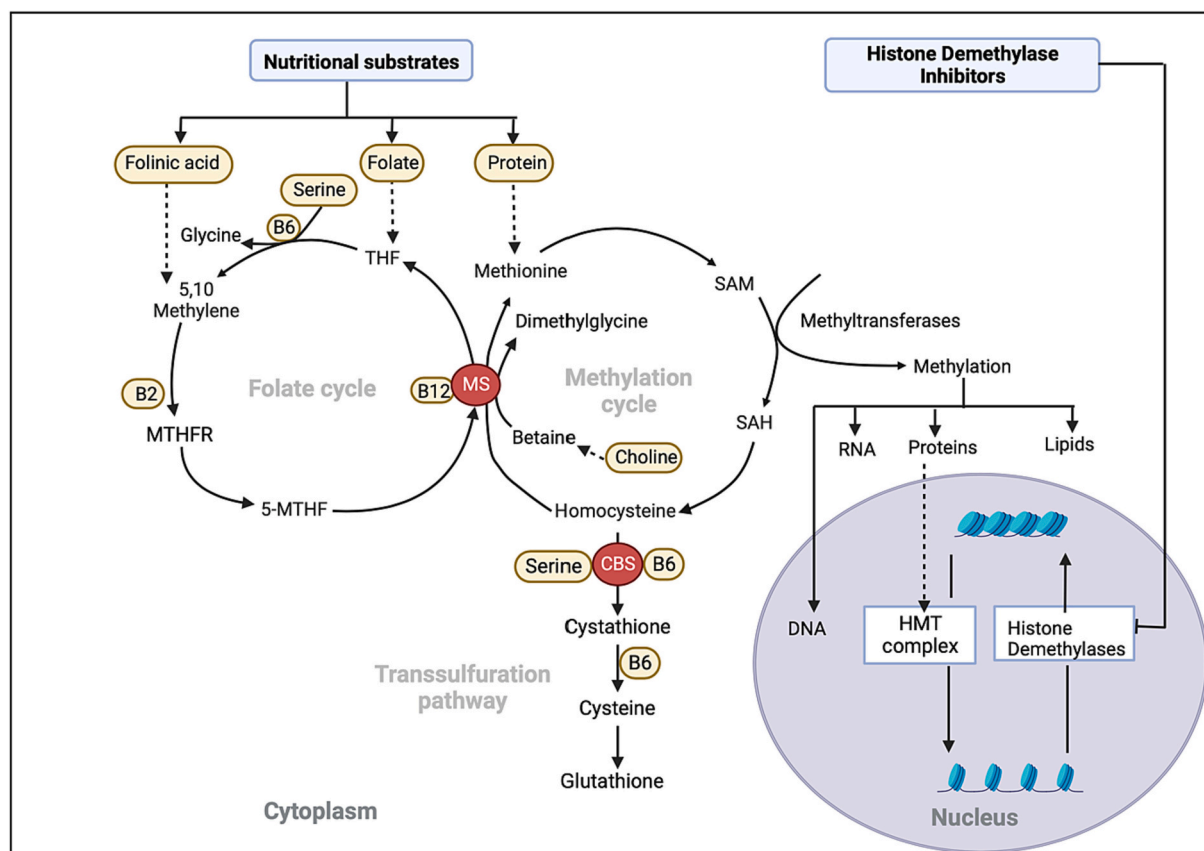 Nutritional substrates
Histone Demethylase
Inhibitors
Folinic acid
Folate
Protein
Serine
B6
Glycine
THF
Methionine
SAM
5,10
Methylene
Dimethylglycine
Methyltransferases
Methylation
B2
Folate cycle
B12
MS
Methylation
cycle
MTHFR
Betaine
Choline
SAH
RNA
Proteins
Lipids
5-MTHF
Homocysteine
Serine
CBS
B6
Cystathione
DNA
HMT
complex
Histone
Demethylases
B6
Transsulfuration
pathway
Cysteine
Glutathione
Cytoplasm
Nucleus